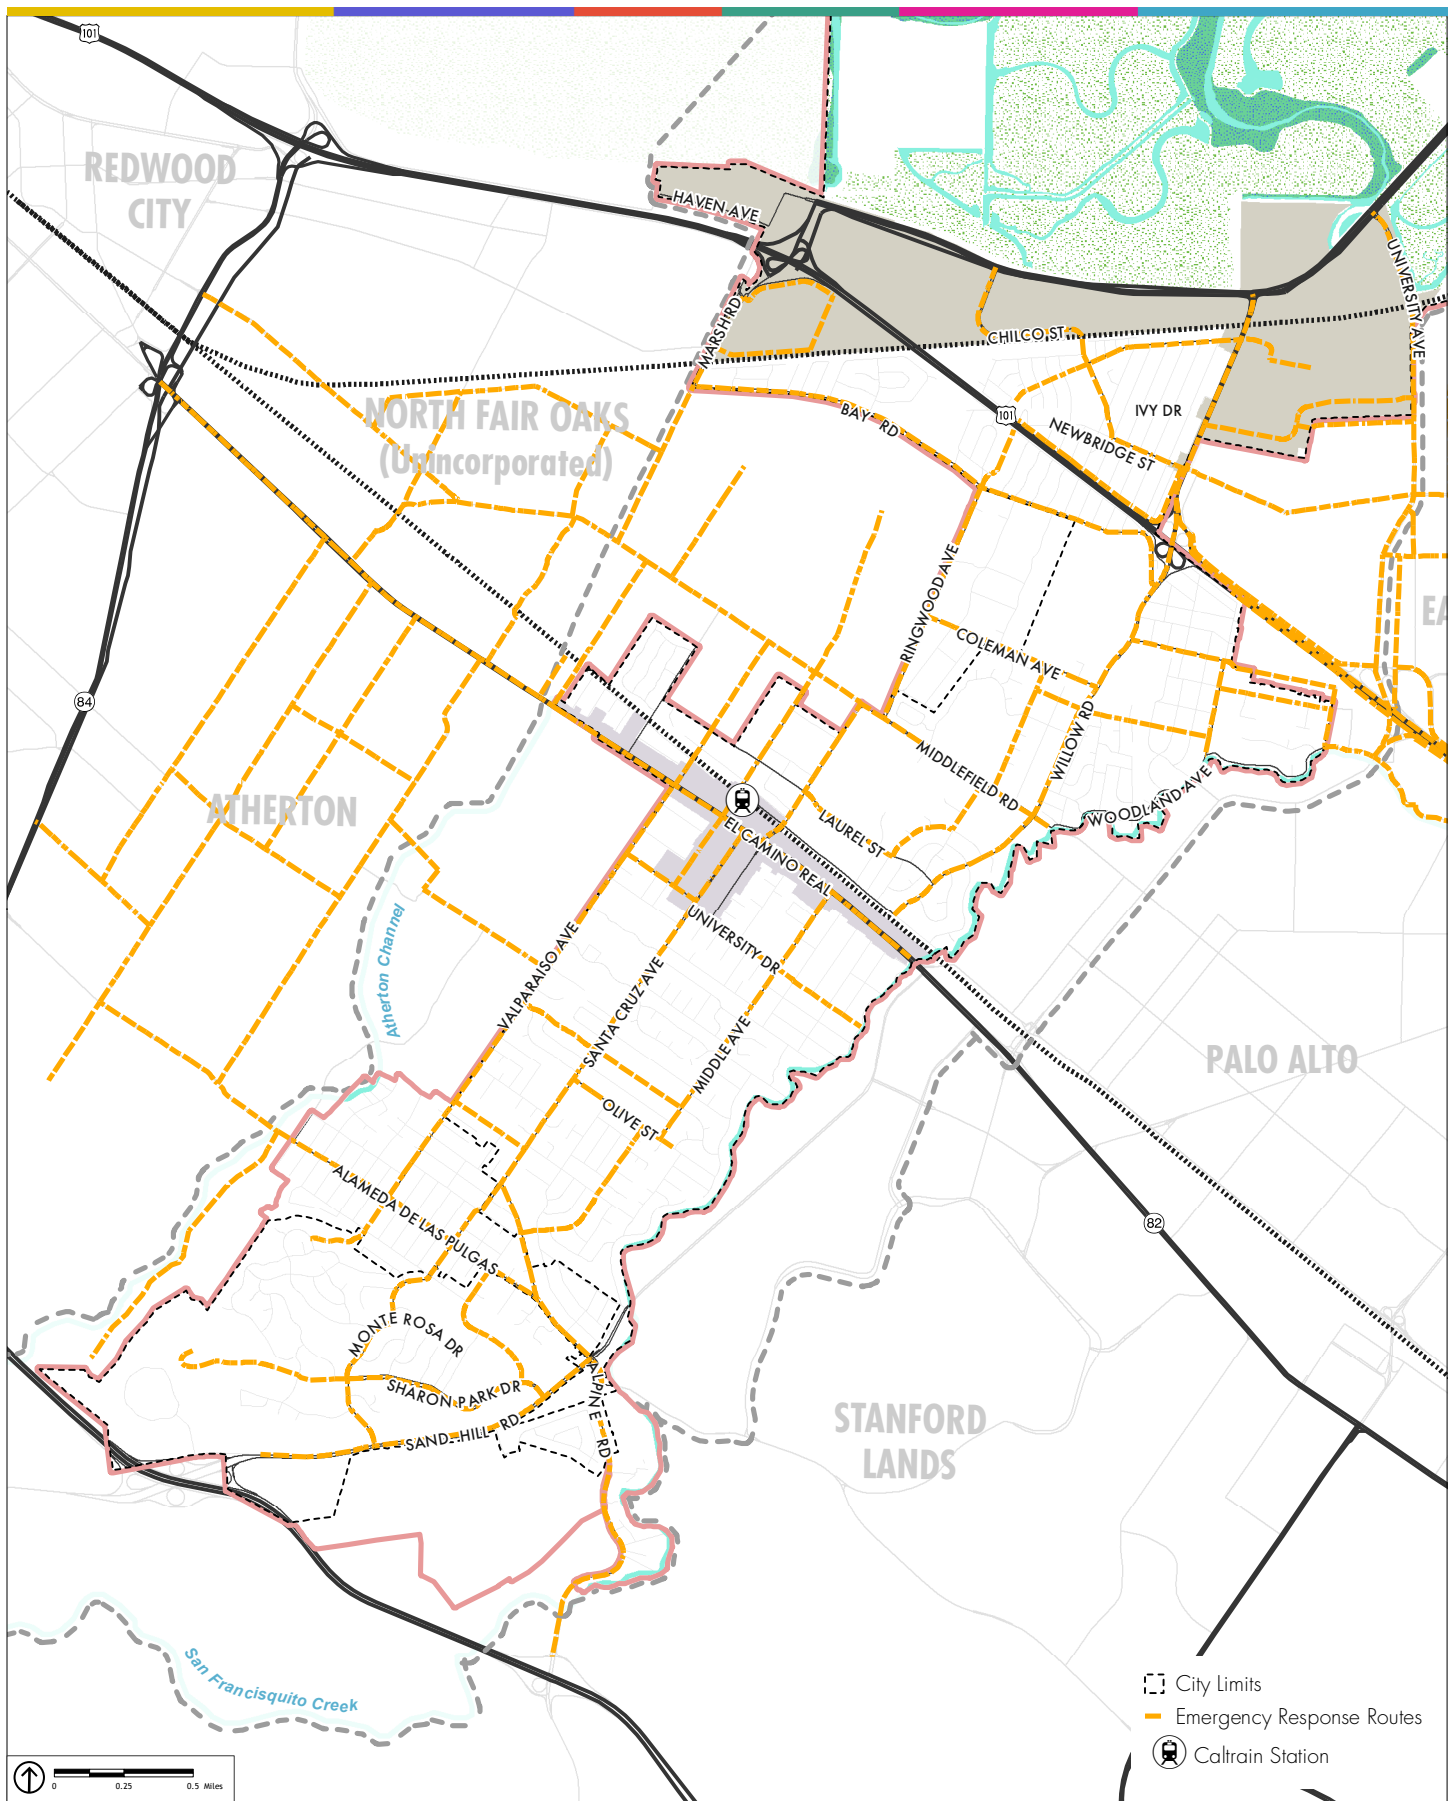 101
REDWOOD
CITY
HAVEN AVE
UNIVERSITY AVE
MARSH RD
CHILCO ST
NORTH FAIR OAKS
(Unincorporated)
BAY RD
101
IVY DR
NEWBRIDGE ST
RINGWOOD AVE
COLEMAN AVE
EA
84
WILLOW RD
MIDDLEFIELD RD
WOODLAND AVE
ATHERTON
LAUREL ST
EL CAMINO REAL
Atherton Channel
UNIVERSITY DR
VALPARAISO AVE
SANTA CRUZ AVE
MIDDLE AVE
PALO ALTO
OLIVE ST
ALAMEDA DE LAS PULGAS
82
MONTE ROSA DR
SHARON PARK DR
ALPINE RD
SAND HILL RD
STANFORD
LANDS
San Francisquito Creek
City Limits
Emergency Response Routes
Caltrain Station
0 0.25 0.5 Miles